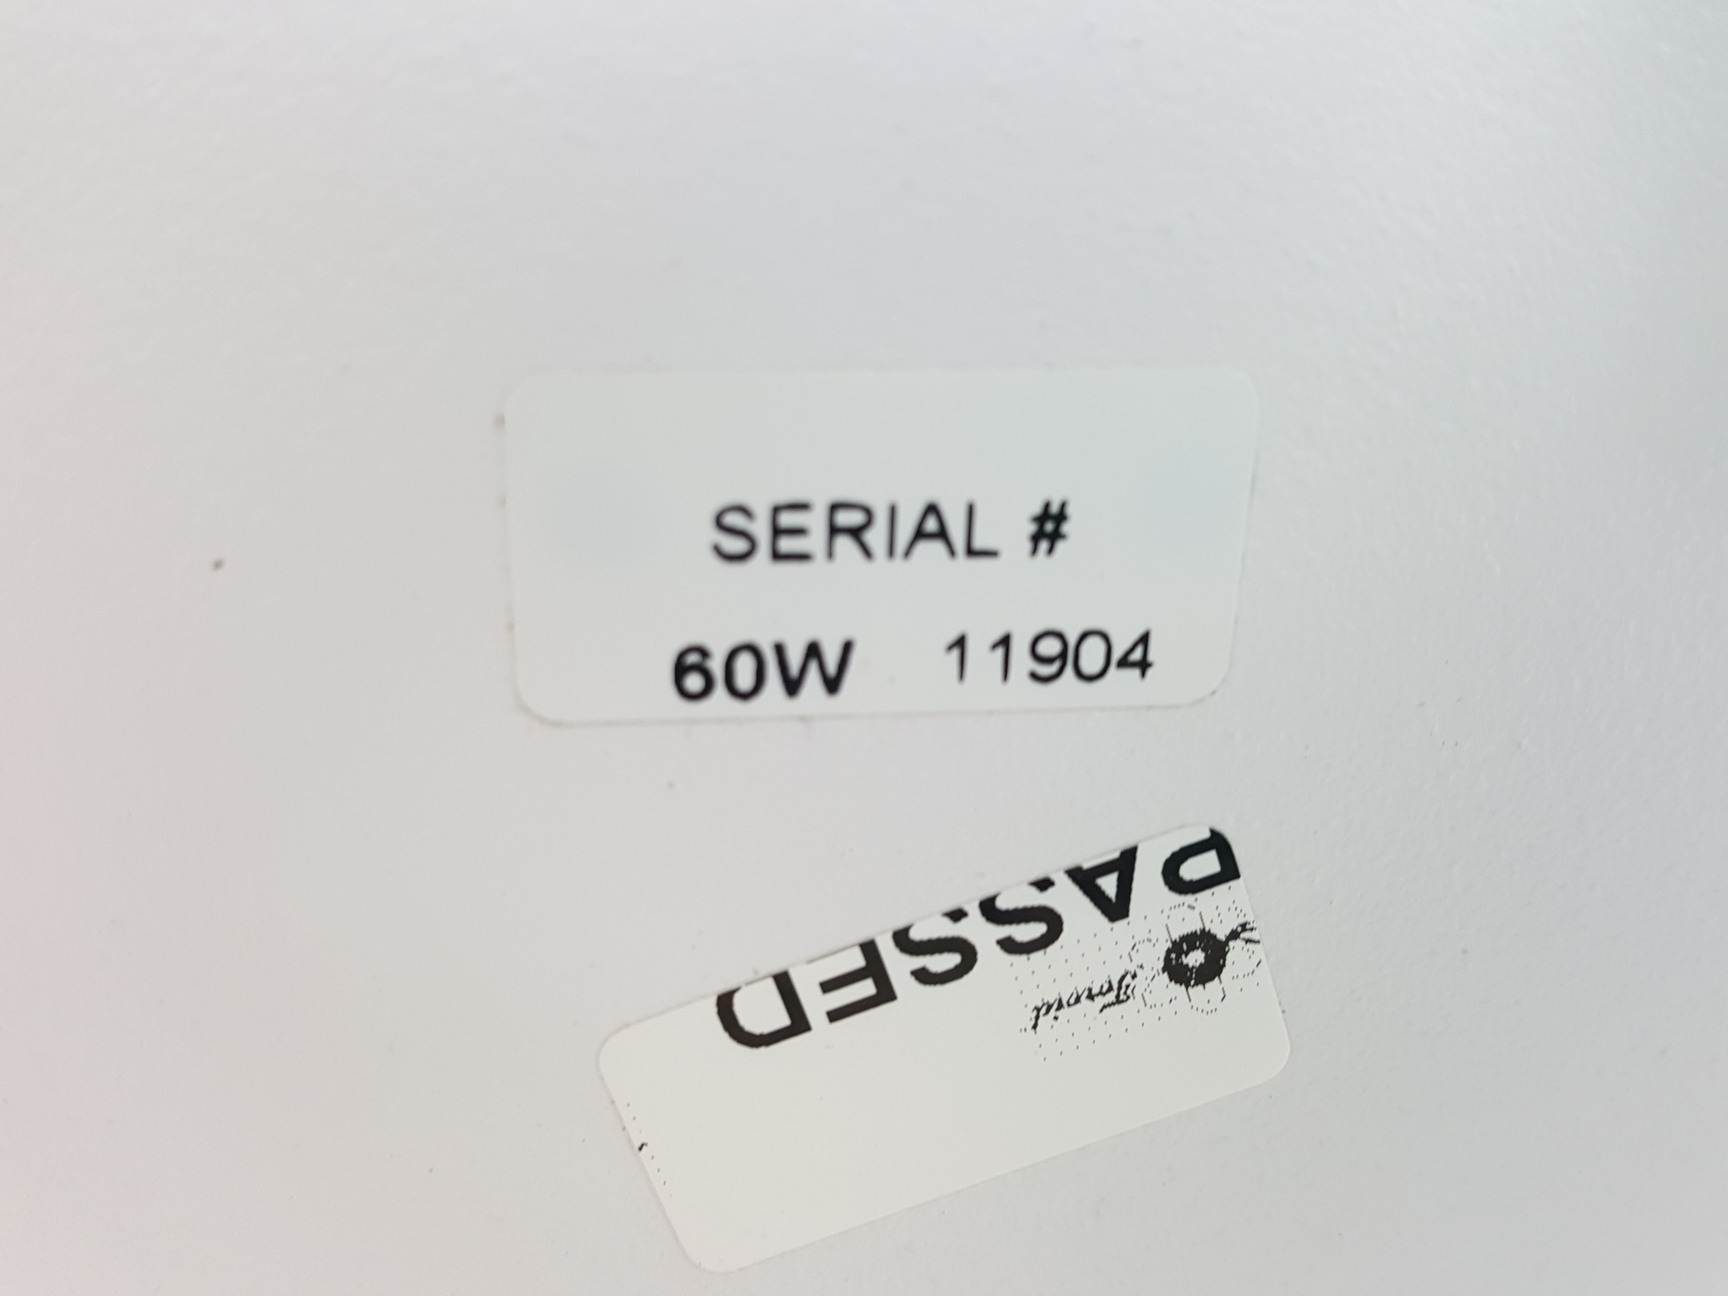 SERIAL #
60W 11904
PASSED